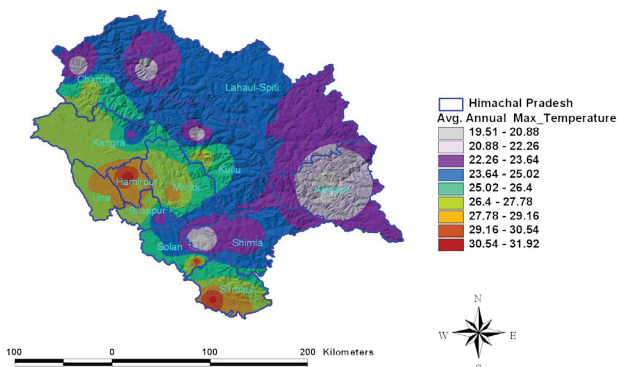 Chamba
Lahaul-Spiti
Kangra
Kullu
Hamirpur
Mandi
Una
Bilaspur
Kinnaur
Solan
Shimla
Sirmaur
Himachal Pradesh
Avg. Annual Max_Temperature
19.51 - 20.88
20.88 - 22.26
22.26 - 23.64
23.64 - 25.02
25.02 - 26.4
26.4 - 27.78
27.78 - 29.16
29.16 - 30.54
30.54 - 31.92
N
W E
S
100 0 100 200 Kilometers